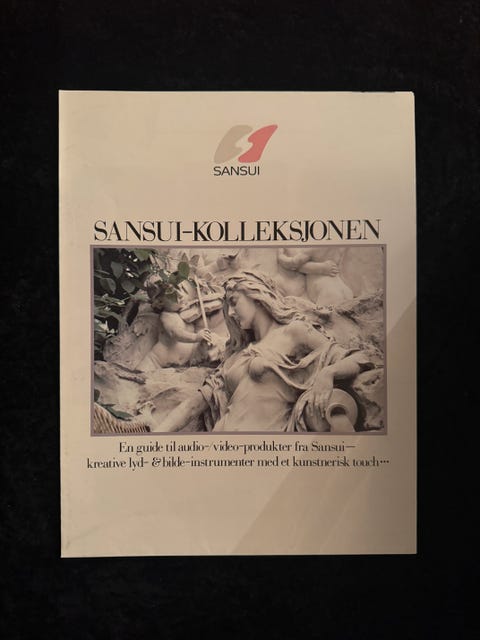 SANSUI
SANSUI-KOLLEKSJONEN
En guide til audio-/video-produkter fra Sansui—
kreative lyd- & bilde-instrumenter med et kunstnerisk touch···